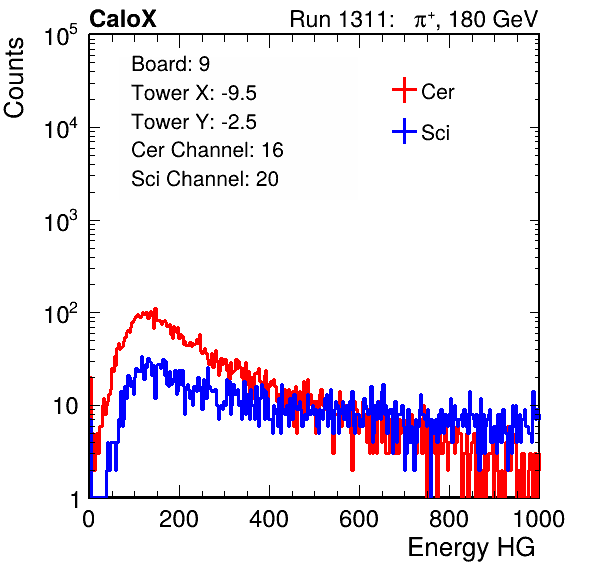 CaloX Run 1311: π⁺, 180 GeV
Counts
10⁵
10⁴
10³
10²
10
1
Board: 9
Tower X: -9.5
Tower Y: -2.5
Cer Channel: 16
Sci Channel: 20
Cer
Sci
0 200 400 600 800 1000
Energy HG